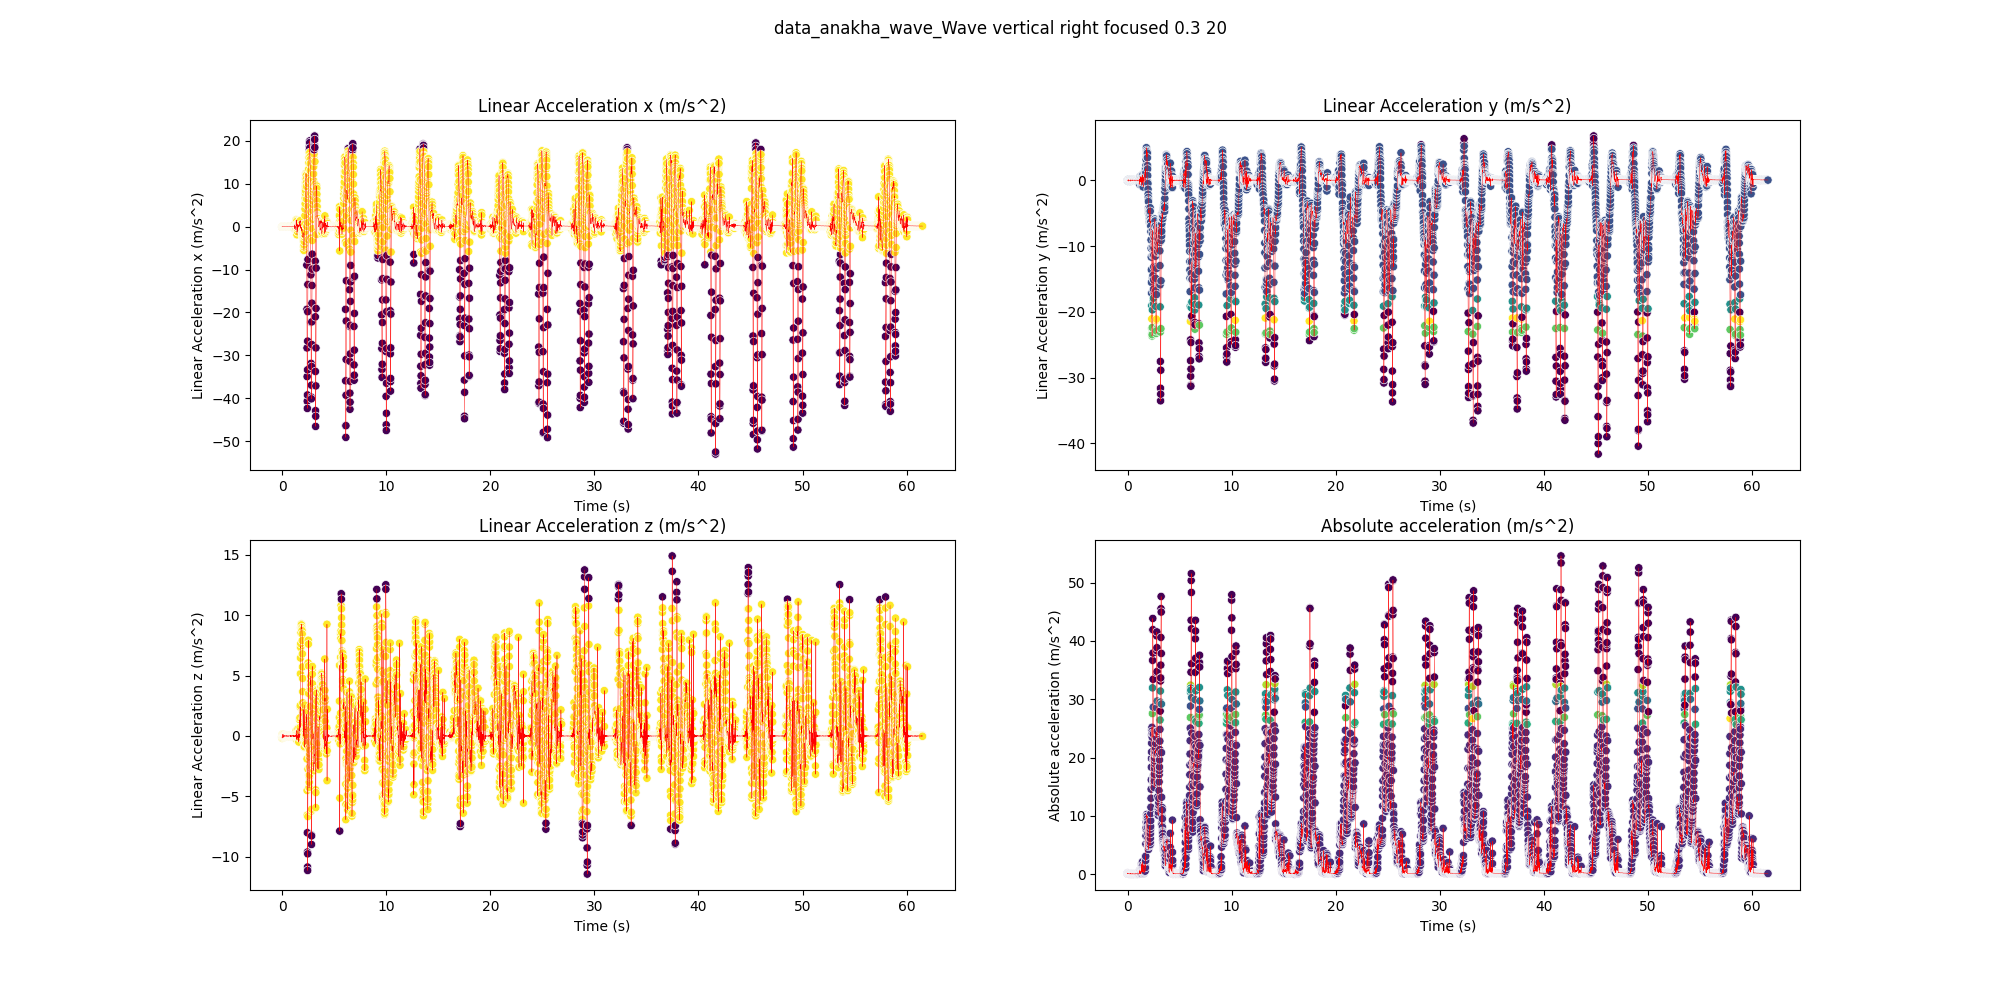 data_anakha_wave_Wave vertical right focused 0.3 20
Linear Acceleration x (m/s^2)
Linear Acceleration x (m/s^2)
20
10
0
−10
−20
−30
−40
−50
0 10 20 30 40 50 60
Time (s)
Linear Acceleration y (m/s^2)
Linear Acceleration y (m/s^2)
0
−10
−20
−30
−40
0 10 20 30 40 50 60
Time (s)
Linear Acceleration z (m/s^2)
Linear Acceleration z (m/s^2)
15
10
5
0
−5
−10
0 10 20 30 40 50 60
Time (s)
Absolute acceleration (m/s^2)
Absolute acceleration (m/s^2)
50
40
30
20
10
0
0 10 20 30 40 50 60
Time (s)